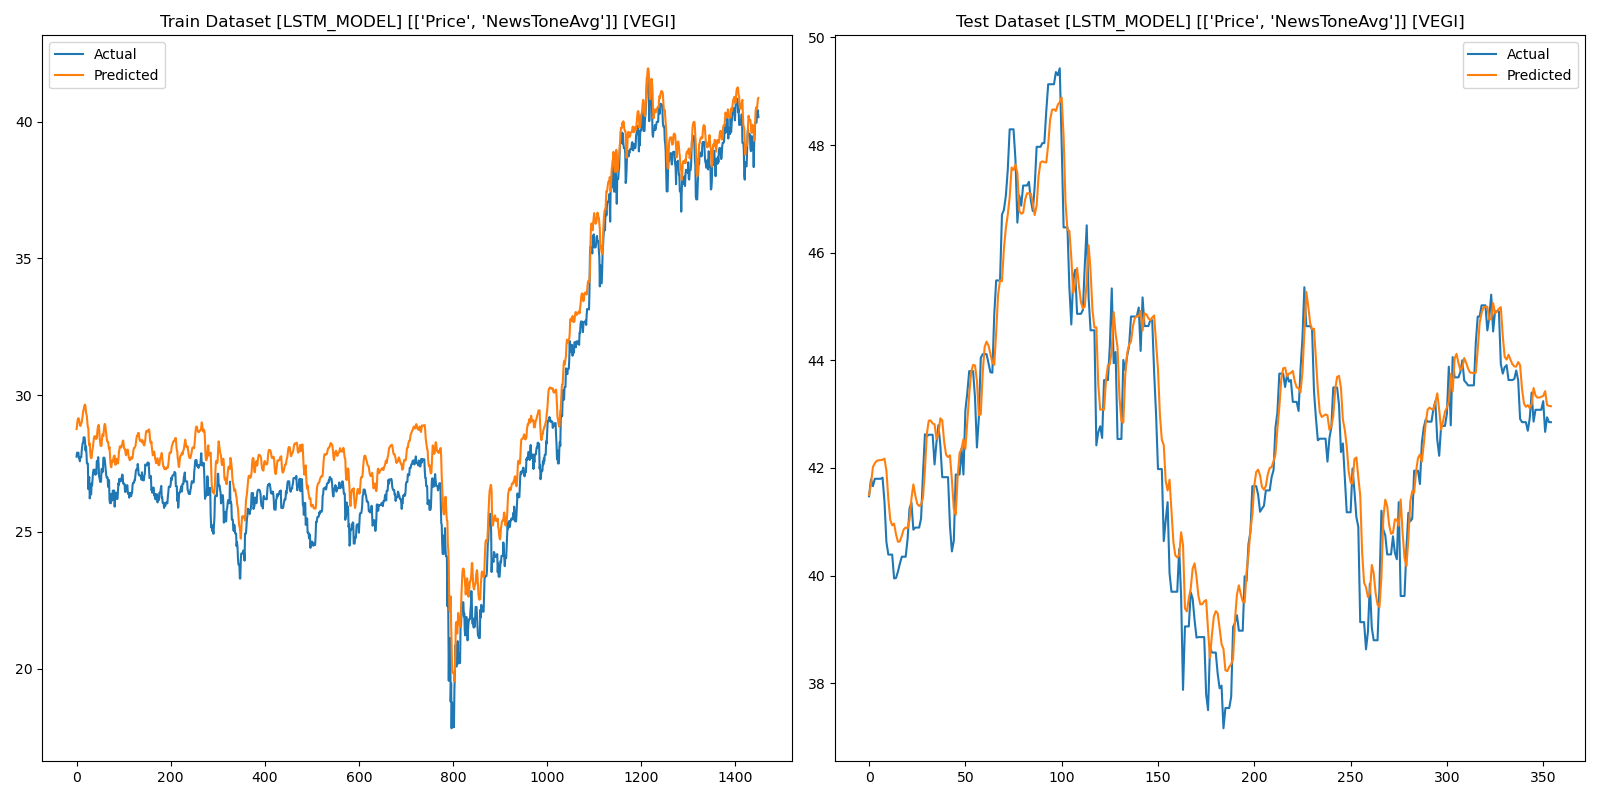 Train Dataset [LSTM_MODEL] [['Price', 'NewsToneAvg']] [VEGI]
Actual
Predicted
40
35
30
25
20
0 200 400 600 800 1000 1200 1400
Test Dataset [LSTM_MODEL] [['Price', 'NewsToneAvg']] [VEGI]
Actual
Predicted
50
48
46
44
42
40
38
0 50 100 150 200 250 300 350